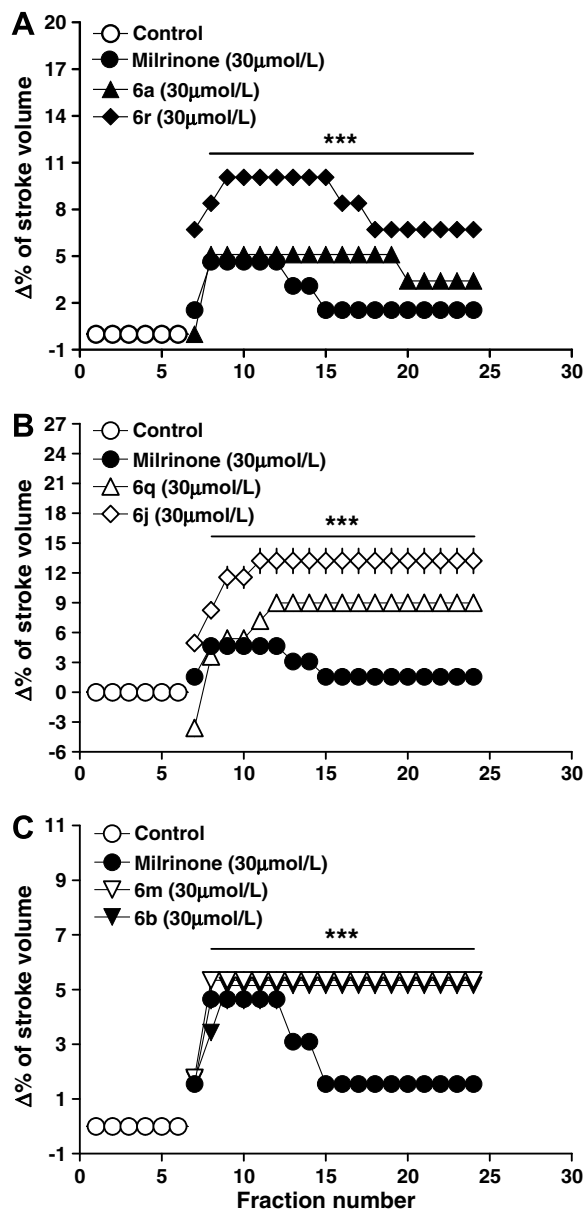 A
Control
Milrinone (30μmol/L)
6a (30μmol/L)
6r (30μmol/L)
***
Δ% of stroke volume
20
17
14
11
8
5
2
-1
0 5 10 15 20 25 30
B
Control
Milrinone (30μmol/L)
6q (30μmol/L)
6j (30μmol/L)
***
Δ% of stroke volume
27
24
21
18
15
12
9
6
3
0
-3
-6
0 5 10 15 20 25 30
C
Control
Milrinone (30μmol/L)
6m (30μmol/L)
6b (30μmol/L)
***
Δ% of stroke volume
11
9
7
5
3
1
-1
0 5 10 15 20 25 30
Fraction number